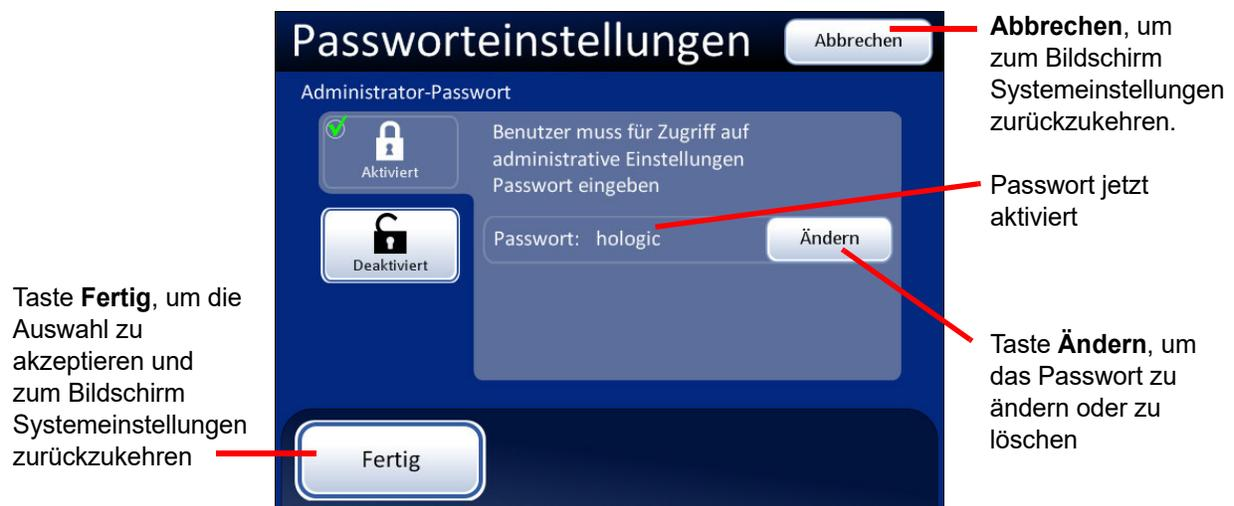 Passworteinstellungen
Abbrechen
Administrator-Passwort
Aktiviert
Benutzer muss für Zugriff auf
administrative Einstellungen
Passwort eingeben
Deaktiviert
Passwort: hologic
Ändern
Fertig
Abbrechen, um
zum Bildschirm
Systemeinstellungen
zurückzukehren.
Passwort jetzt
aktiviert
Taste Ändern, um
das Passwort zu
ändern oder zu
löschen
Taste Fertig, um die
Auswahl zu
akzeptieren und
zum Bildschirm
Systemeinstellungen
zurückzukehren